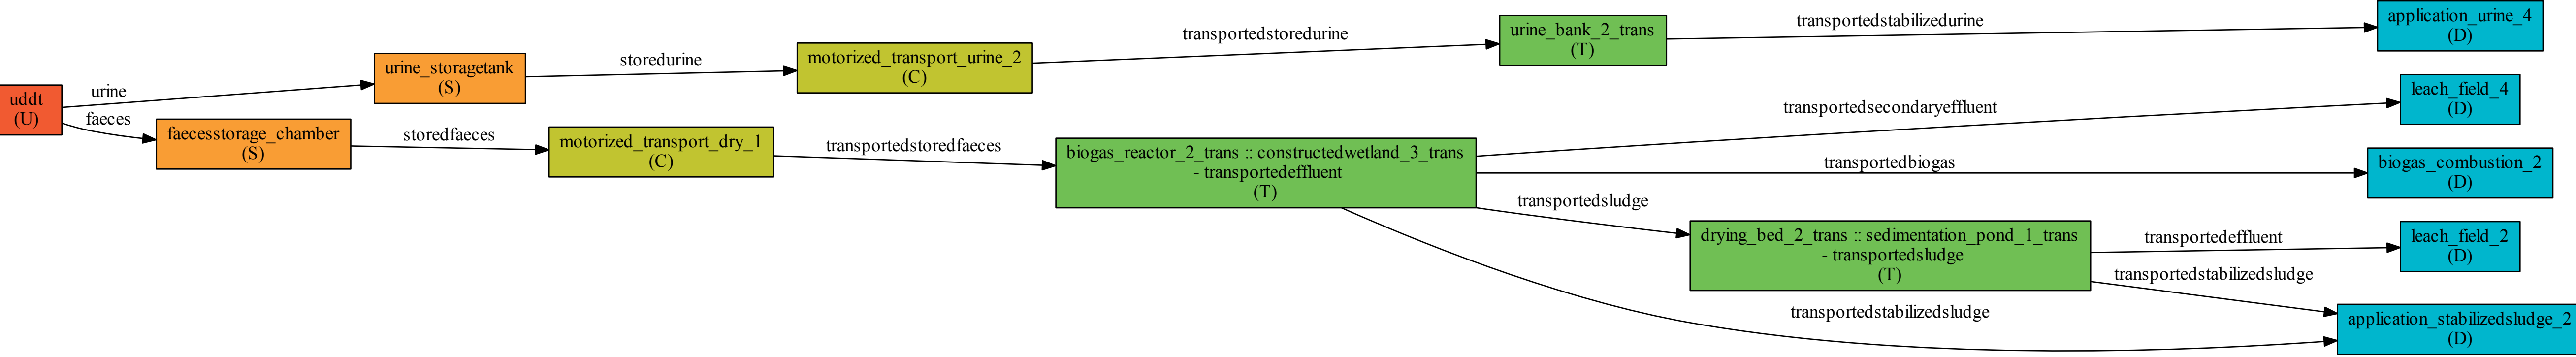 uddt
(U)
urine
faeces
urine_storagetank
(S)
faecesstorage_chamber
(S)
storedurine
storedfaeces
motorized_transport_urine_2
(C)
motorized_transport_dry_1
(C)
transportedstoredurine
transportedstoredfaeces
urine_bank_2_trans
(T)
biogas_reactor_2_trans :: constructedwetland_3_trans
- transportedeffluent
(T)
transportedstabilizedurine
transportedsecondaryeffluent
transportedbiogas
transportedsludge
drying_bed_2_trans :: sedimentation_pond_1_trans
- transportedsludge
(T)
transportedeffluent
transportedstabilizedsludge
transportedstabilizedsludge
application_urine_4
(D)
leach_field_4
(D)
biogas_combustion_2
(D)
leach_field_2
(D)
application_stabilizedsludge_2
(D)